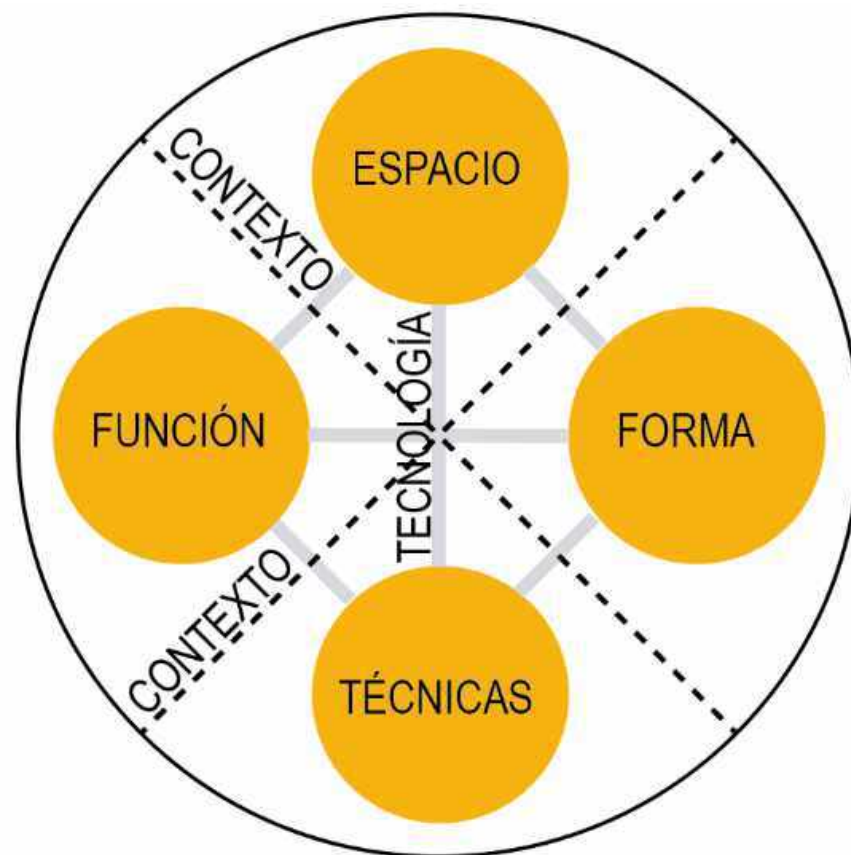 CONTEXTO
ESPACIO
TECNOLOGÍA
FUNCIÓN
FORMA
CONTEXTO
TÉCNICAS